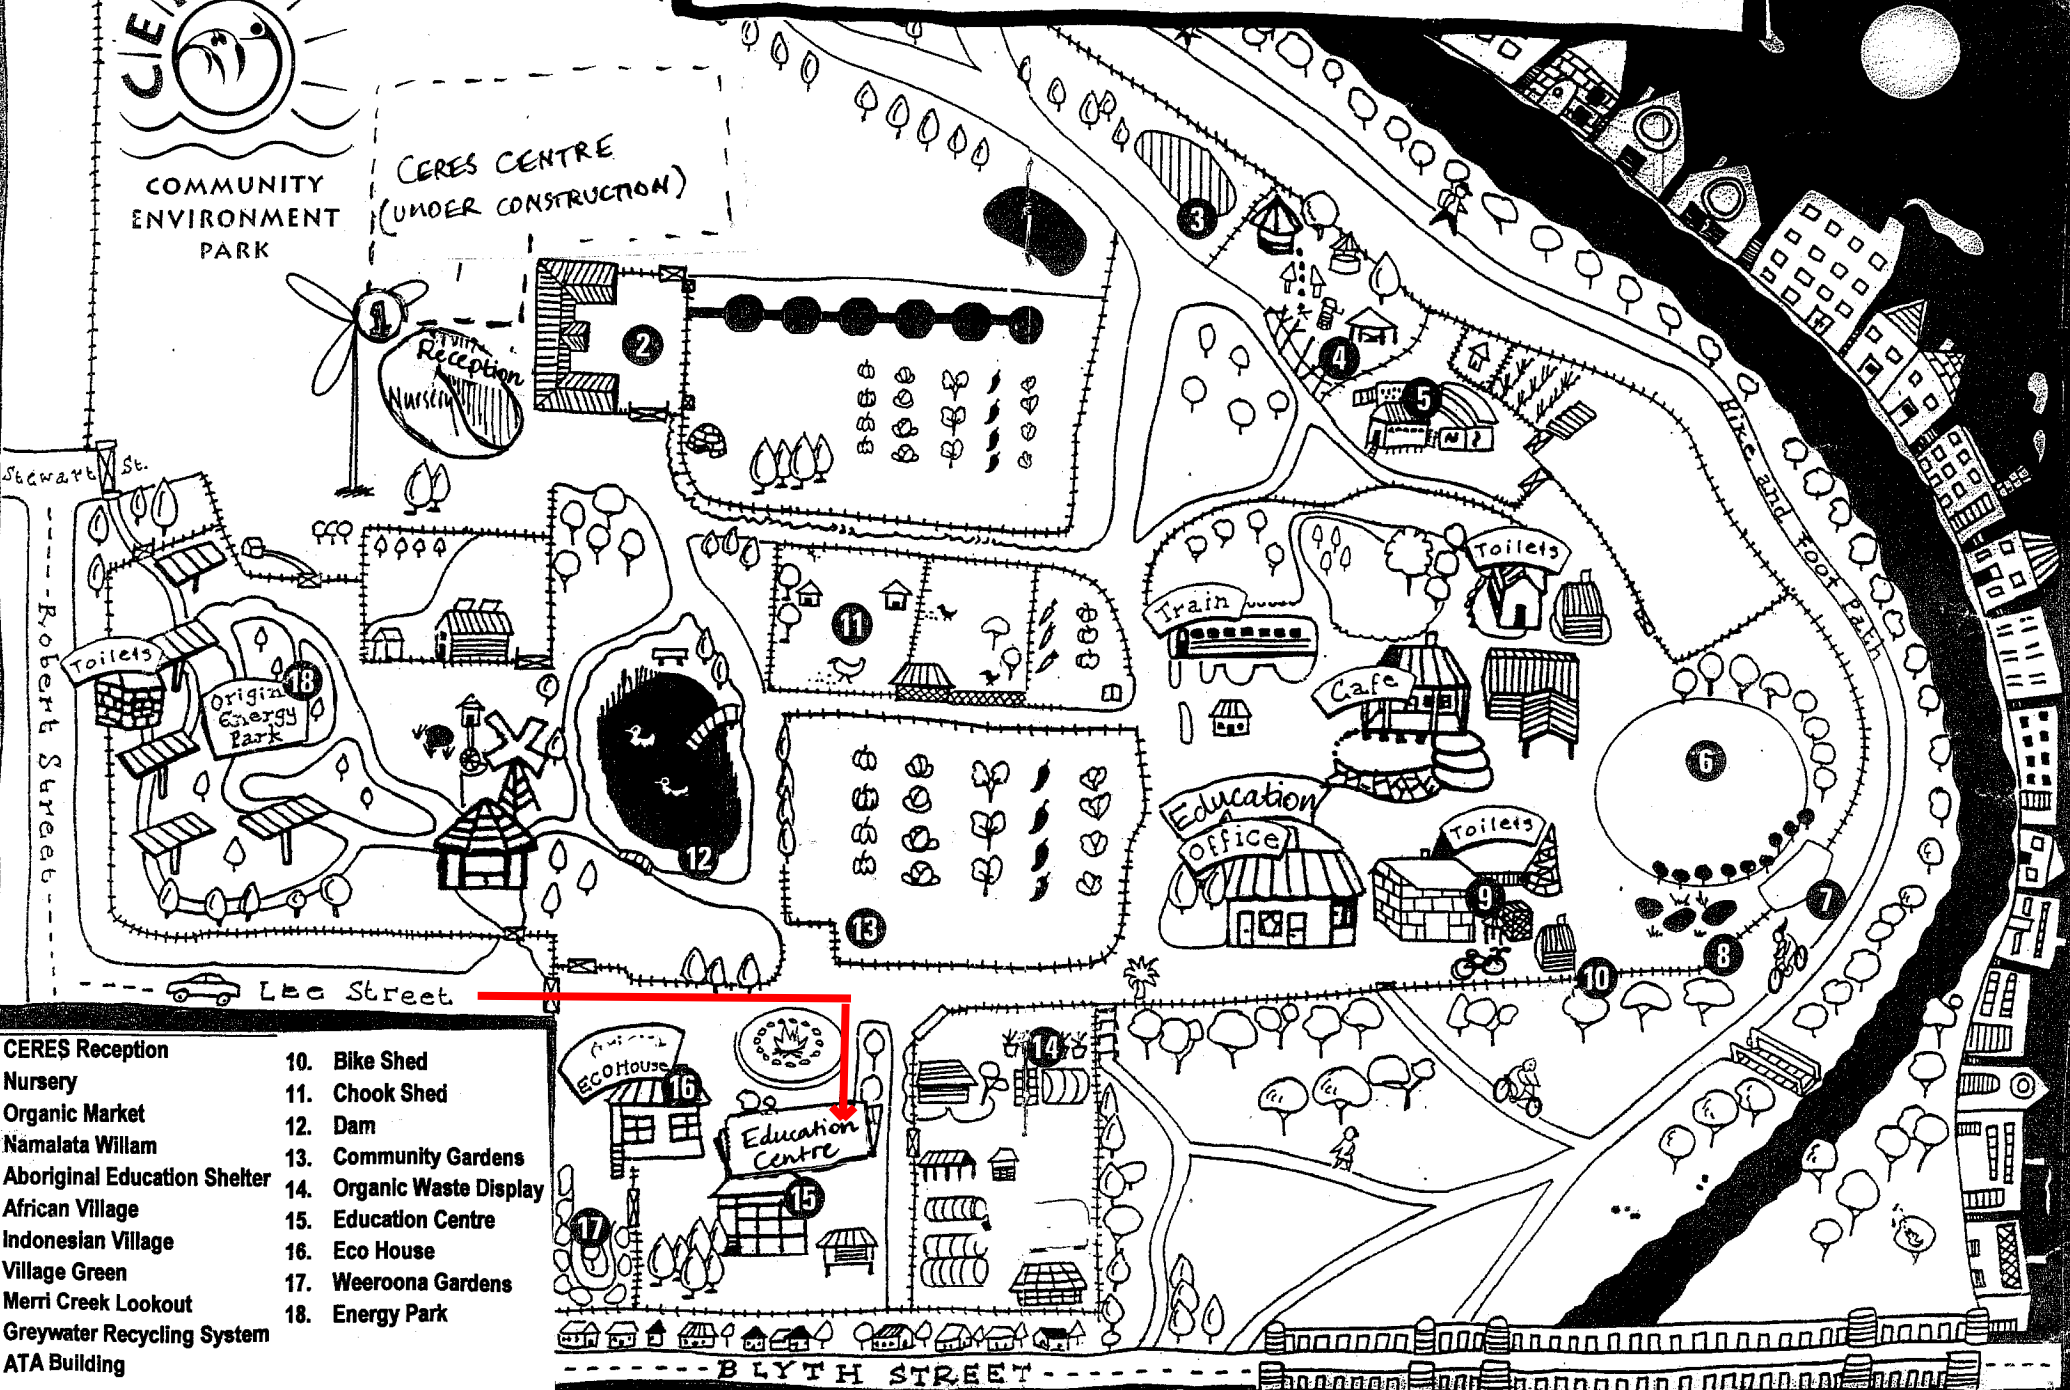 COMMUNITY
ENVIRONMENT
PARK
CERES CENTRE
(UNDER CONSTRUCTION)
1
Reception
Nursery
2
3
4
5
Stewart St.
Robert Street
Toilets
18
Origin
Energy
Park
11
12
13
Train
Toilets
Cafe
Education
Office
Toilets
9
6
7
8
10
Bike and Foot Path
Lee Street
ECOHOUSE
16
Education
Centre
15
14
17
BLYTH STREET
CERES Reception
Nursery
Organic Market
Namalata Willam
Aboriginal Education Shelter
African Village
Indonesian Village
Village Green
Merri Creek Lookout
Greywater Recycling System
ATA Building
10. Bike Shed
11. Chook Shed
12. Dam
13. Community Gardens
14. Organic Waste Display
15. Education Centre
16. Eco House
17. Weeroona Gardens
18. Energy Park